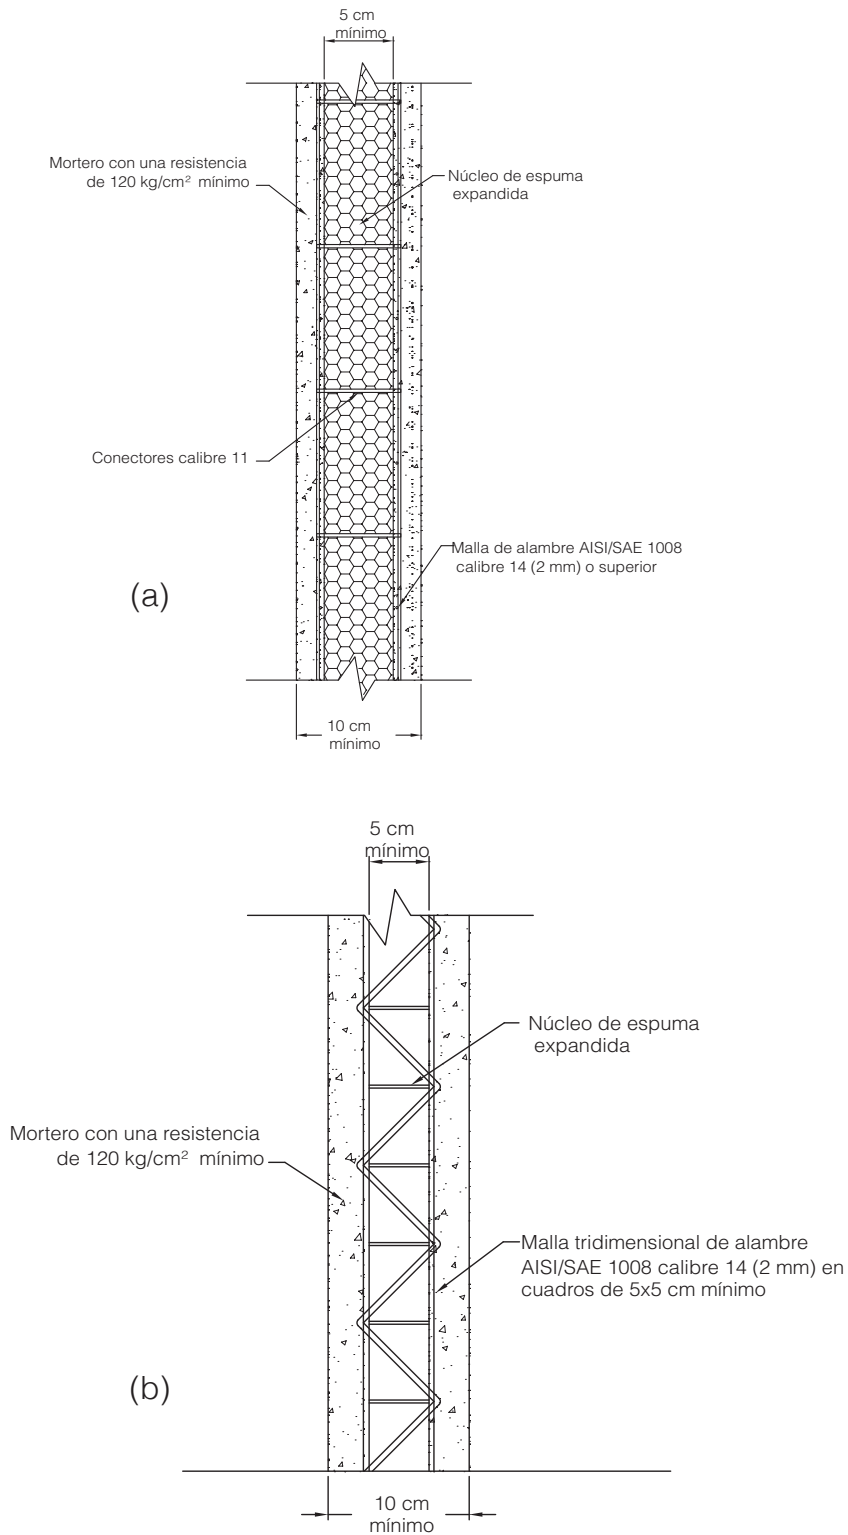 5 cm
mínimo
Mortero con una resistencia
de 120 kg/cm² mínimo
Núcleo de espuma
expandida
Conectores calibre 11
Malla de alambre AISI/SAE 1008
calibre 14 (2 mm) o superior
(a)
10 cm
mínimo
5 cm
mínimo
Núcleo de espuma
expandida
Mortero con una resistencia
de 120 kg/cm² mínimo
Malla tridimensional de alambre
AISI/SAE 1008 calibre 14 (2 mm) en
cuadros de 5x5 cm mínimo
(b)
10 cm
mínimo